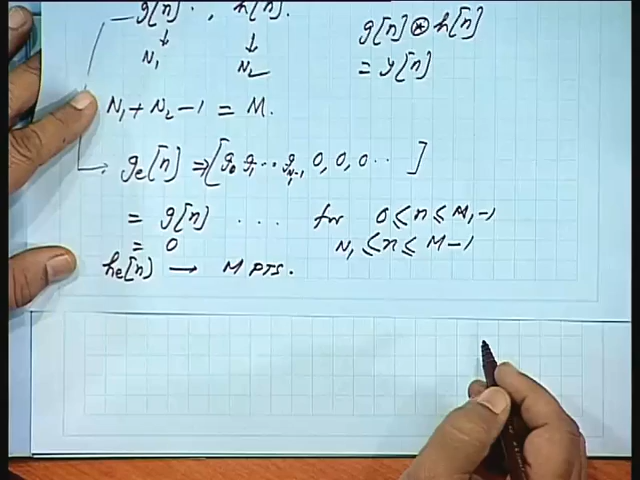 g[n] , h[n].
g[n] ⊛ h[n]
↓ ↓
N₁ N₂
= y[n]
N₁ + N₂ − 1 = M.
gₑ[n] ⇒ [g₀ g₁ .. g_{N₁−1}, 0, 0, 0 .. ]
= g[n] . . . for 0 ≤ n ≤ N₁−1
= 0 N₁ ≤ n ≤ M−1
hₑ[n] → M PTS.